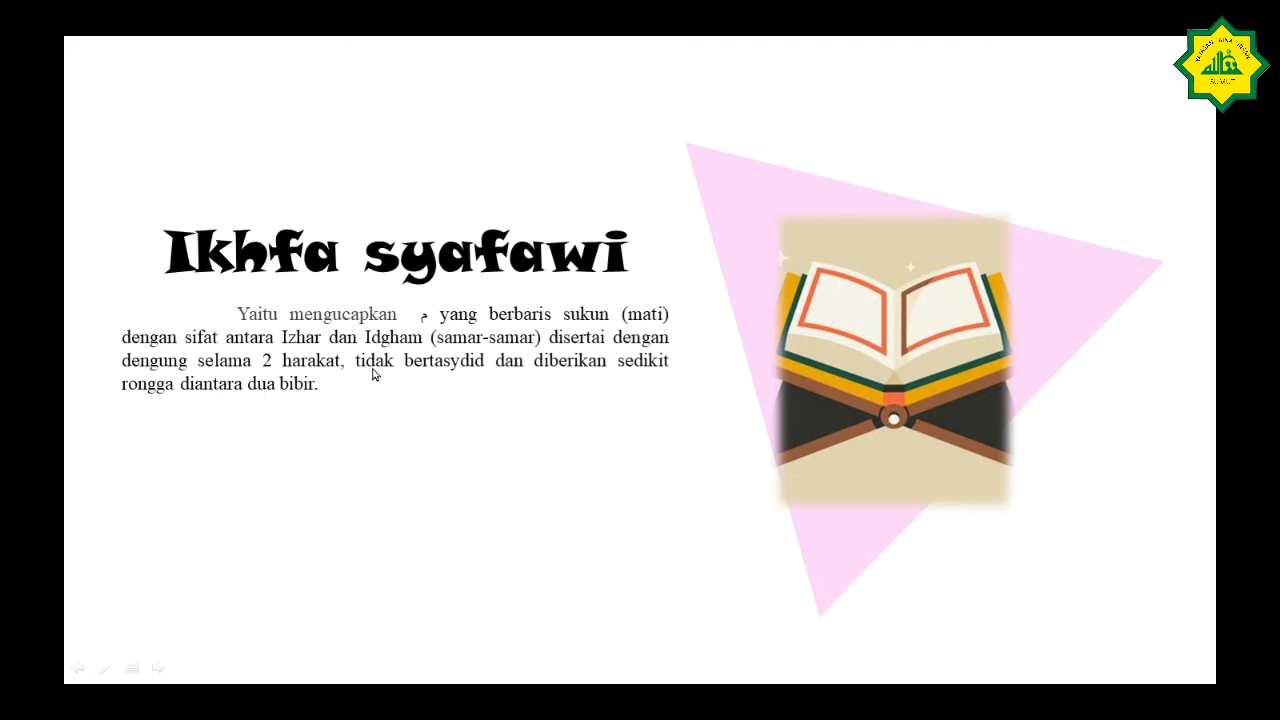 Ikhfa syafawi
Yaitu mengucapkan م yang berbaris sukun (mati)
dengan sifat antara Izhar dan Idgham (samar-samar) disertai dengan
dengung selama 2 harakat, tidak bertasydid dan diberikan sedikit
rongga diantara dua bibir.
SUMUT